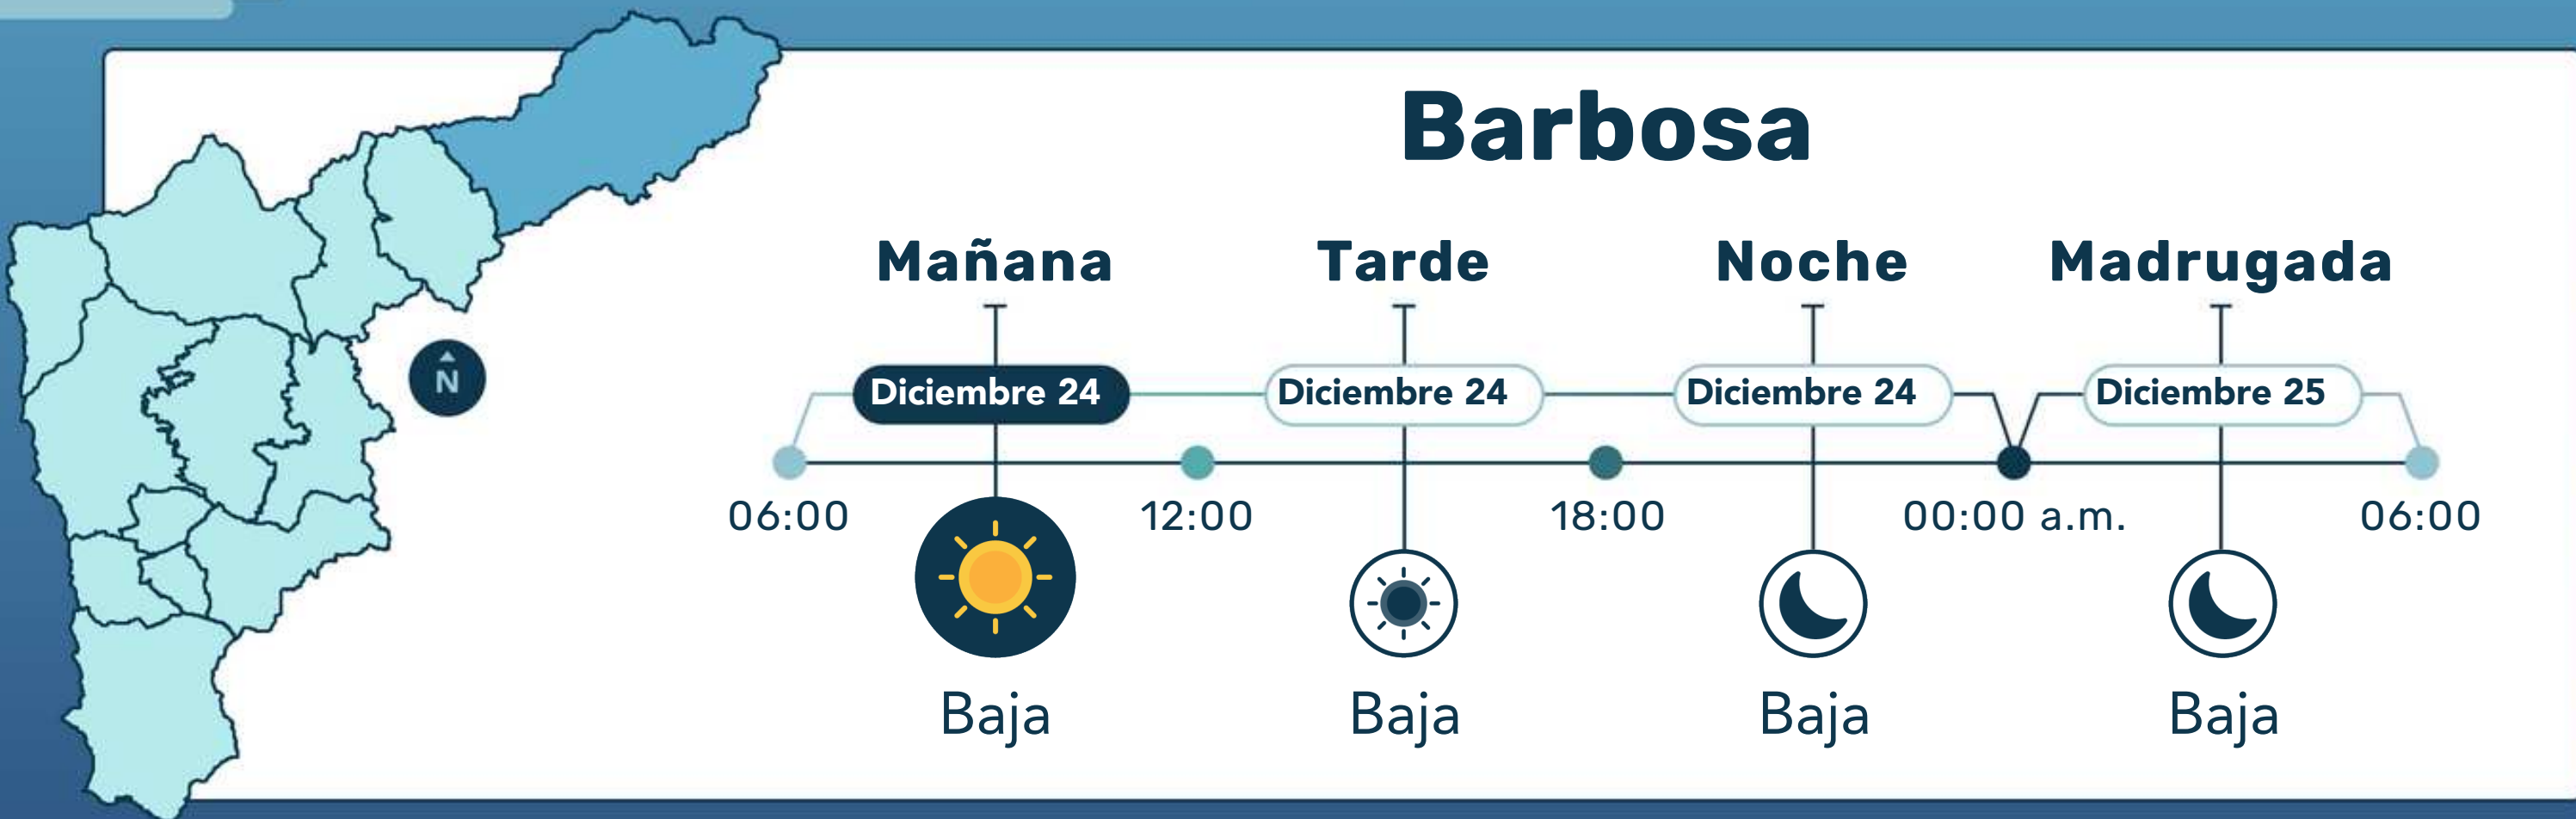 Barbosa
Mañana Tarde Noche Madrugada
Diciembre 24 Diciembre 24 Diciembre 24 Diciembre 25
N
06:00 12:00 18:00 00:00 a.m. 06:00
Baja Baja Baja Baja